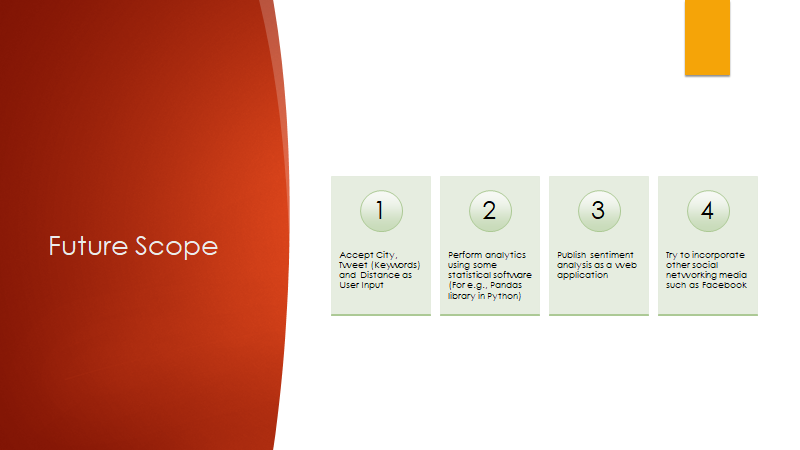 Future Scope
1
Accept City,
Tweet (Keywords)
and Distance as
User Input
2
Perform analytics
using some
statistical software
(For e.g., Pandas
library in Python)
3
Publish sentiment
analysis as a web
application
4
Try to incorporate
other social
networking media
such as Facebook